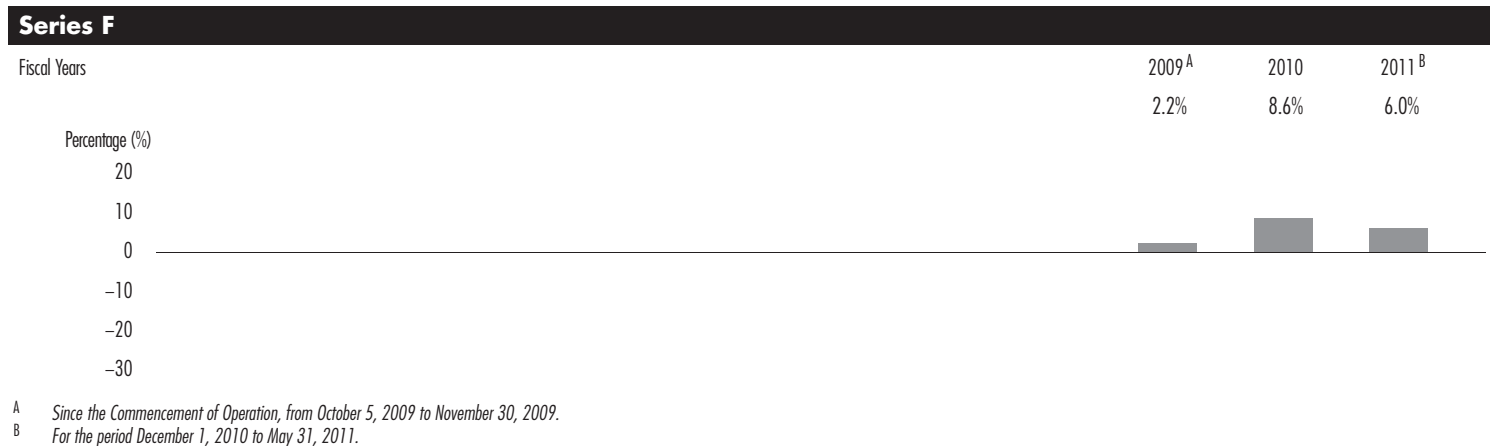 Series F
Fiscal Years 2009 A 2010 2011 B
2.2% 8.6% 6.0%
Percentage (%)
20
10
0
–10
–20
–30
A Since the Commencement of Operation, from October 5, 2009 to November 30, 2009.
B For the period December 1, 2010 to May 31, 2011.